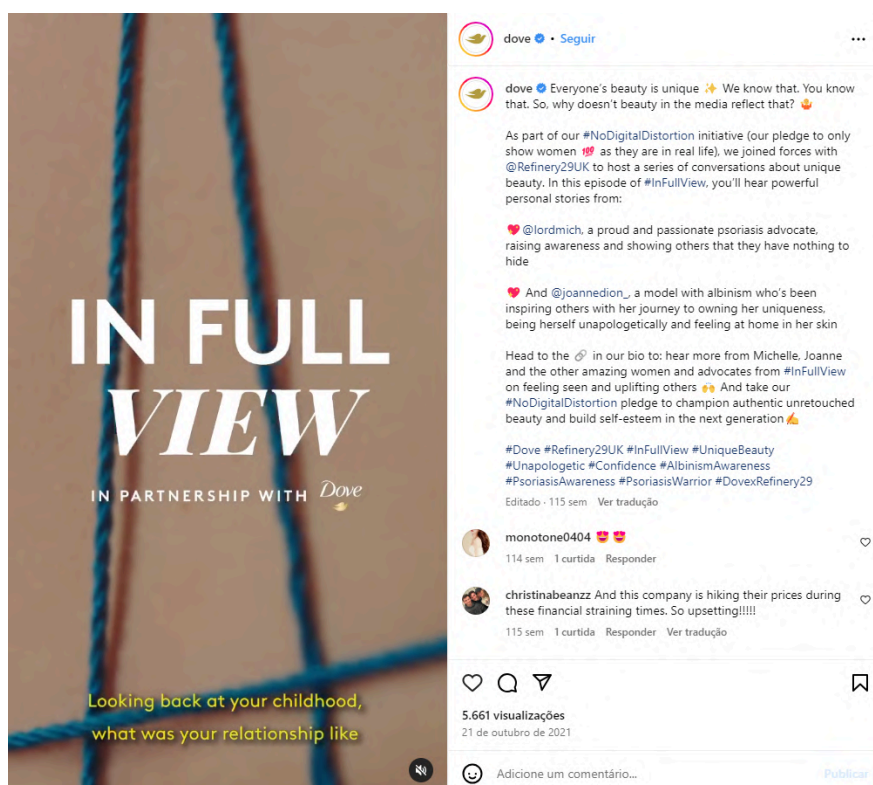 IN FULL
VIEW
IN PARTNERSHIP WITH Dove
Looking back at your childhood,
what was your relationship like
dove • Seguir
dove Everyone's beauty is unique ✨ We know that. You know
that. So, why doesn't beauty in the media reflect that? 🤷
As part of our #NoDigitalDistortion initiative (our pledge to only
show women 💯 as they are in real life), we joined forces with
@Refinery29UK to host a series of conversations about unique
beauty. In this episode of #InFullView, you'll hear powerful
personal stories from:
💖 @lordmich, a proud and passionate psoriasis advocate,
raising awareness and showing others that they have nothing to
hide
💖 And @joannedion_, a model with albinism who's been
inspiring others with her journey to owning her uniqueness,
being herself unapologetically and feeling at home in her skin
Head to the 🔗 in our bio to: hear more from Michelle, Joanne
and the other amazing women and advocates from #InFullView
on feeling seen and uplifting others 🙌 And take our
#NoDigitalDistortion pledge to champion authentic unretouched
beauty and build self-esteem in the next generation✍️
#Dove #Refinery29UK #InFullView #UniqueBeauty
#Unapologetic #Confidence #AlbinismAwareness
#PsoriasisAwareness #PsoriasisWarrior #DovexRefinery29
Editado · 115 sem Ver tradução
monotone0404 😍 😍
114 sem 1 curtida Responder
christinabeanzz And this company is hiking their prices during
these financial straining times. So upsetting!!!!!
115 sem 1 curtida Responder Ver tradução
5.661 visualizações
21 de outubro de 2021
Adicione um comentário...
Publicar